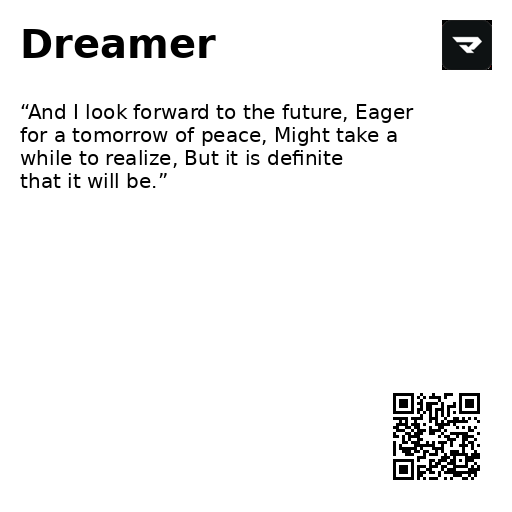 Dreamer
“And I look forward to the future, Eager
for a tomorrow of peace, Might take a
while to realize, But it is definite
that it will be.”